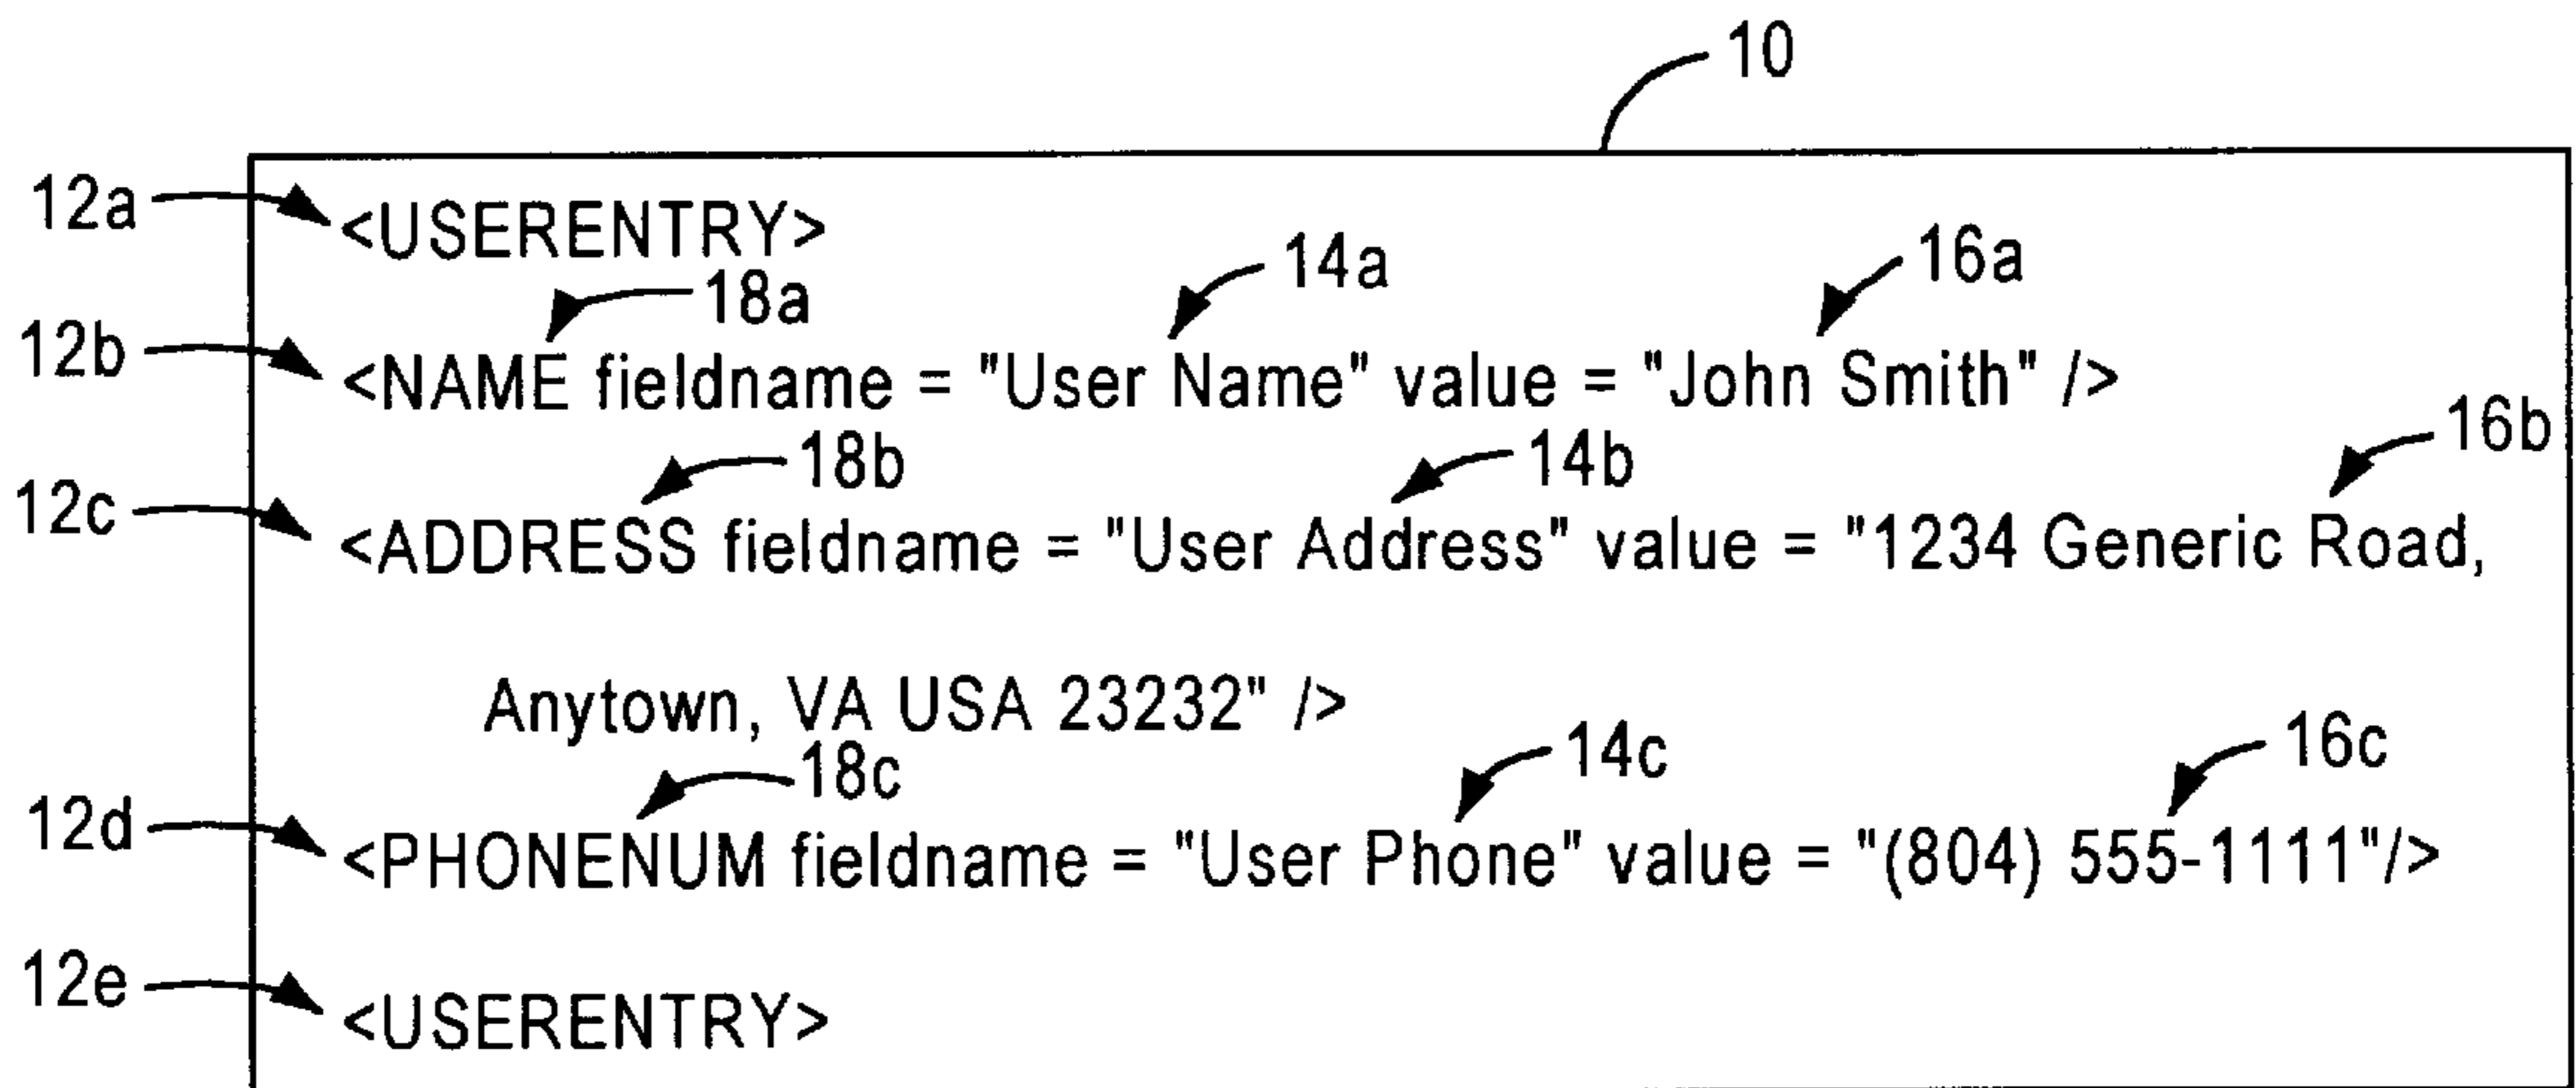 10
12a <USERENTRY>
14a 16a
18a
12b <NAME fieldname = "User Name" value = "John Smith" />
18b 14b 16b
12c <ADDRESS fieldname = "User Address" value = "1234 Generic Road,
Anytown, VA USA 23232" />
18c 14c 16c
12d <PHONENUM fieldname = "User Phone" value = "(804) 555-1111"/>
12e <USERENTRY>